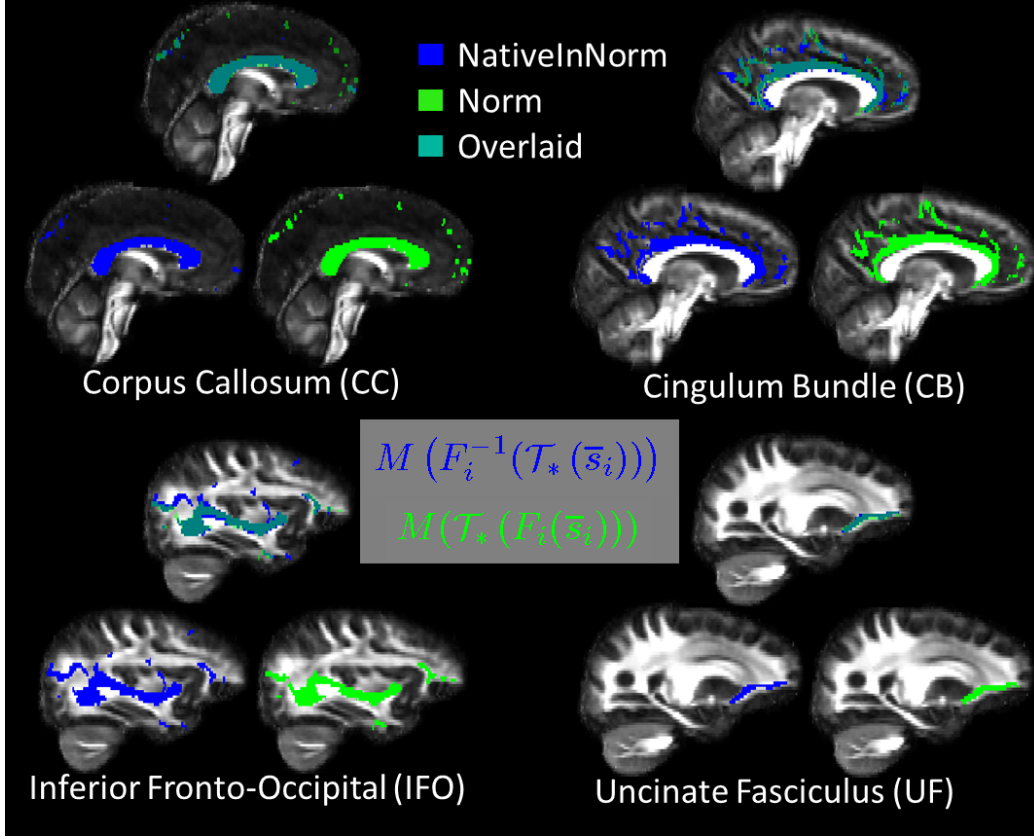 NativeInNorm
Norm
Overlaid
Corpus Callosum (CC)
Cingulum Bundle (CB)
M (F_i^{-1}(𝒯_* (s̅_i)))
M(𝒯_* (F_i(s̅_i)))
Inferior Fronto-Occipital (IFO)
Uncinate Fasciculus (UF)